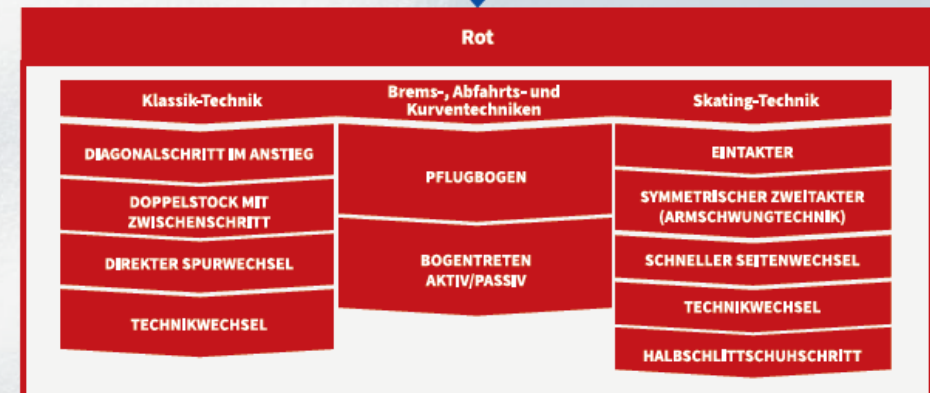 Rot
Klassik-Technik
DIAGONALSCHRITT IM ANSTIEG
DOPPELSTOCK MIT
ZWISCHENSCHRITT
DIREKTER SPURWECHSEL
TECHNIKWECHSEL
Brems-, Abfahrts- und
Kurventechniken
PFLUGBOGEN
BOGENTRETEN
AKTIV/PASSIV
Skating-Technik
EINTAKTER
SYMMETRISCHER ZWEITAKTER
(ARMSCHWUNGTECHNIK)
SCHNELLER SEITENWECHSEL
TECHNIKWECHSEL
HALBSCHLITTSCHUHSCHRITT